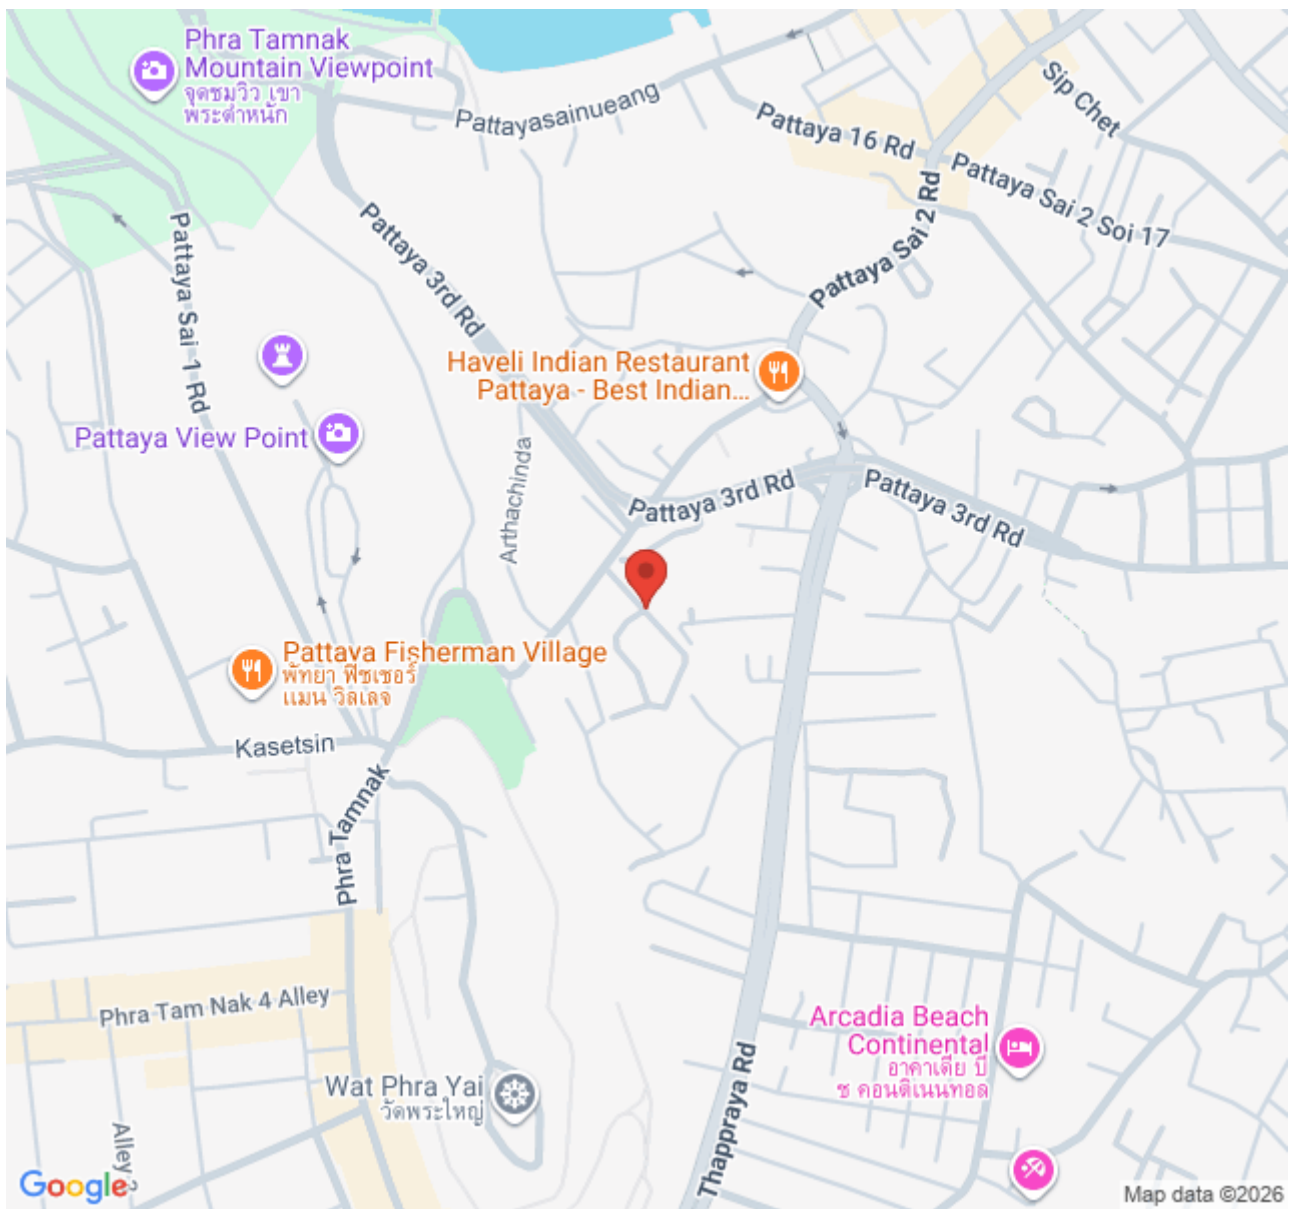 Phra Tamnak
Mountain Viewpoint
จุดชมวิว เขา
พระตำหนัก
Pattayasainueang
Sip Chet
Pattaya 16 Rd
Pattaya Sai 2 Soi 17
Pattaya Sai 2 Rd
Pattaya 3rd Rd
Pattaya Sai 1 Rd
Haveli Indian Restaurant
Pattaya - Best Indian...
Pattaya View Point
Arthachinda
Pattaya 3rd Rd
Pattaya 3rd Rd
Pattaya Fisherman Village
พัทยา ฟิชเชอร์
แมน วิลเลจ
Kasetsin
Phra Tamnak
Phra Tam Nak 4 Alley
Arcadia Beach
Continental
อาคาเดีย บี
ช คอนติเนนทอล
Wat Phra Yai
วัดพระใหญ่
Thappraya Rd
Alley 2
Google
Map data ©2026